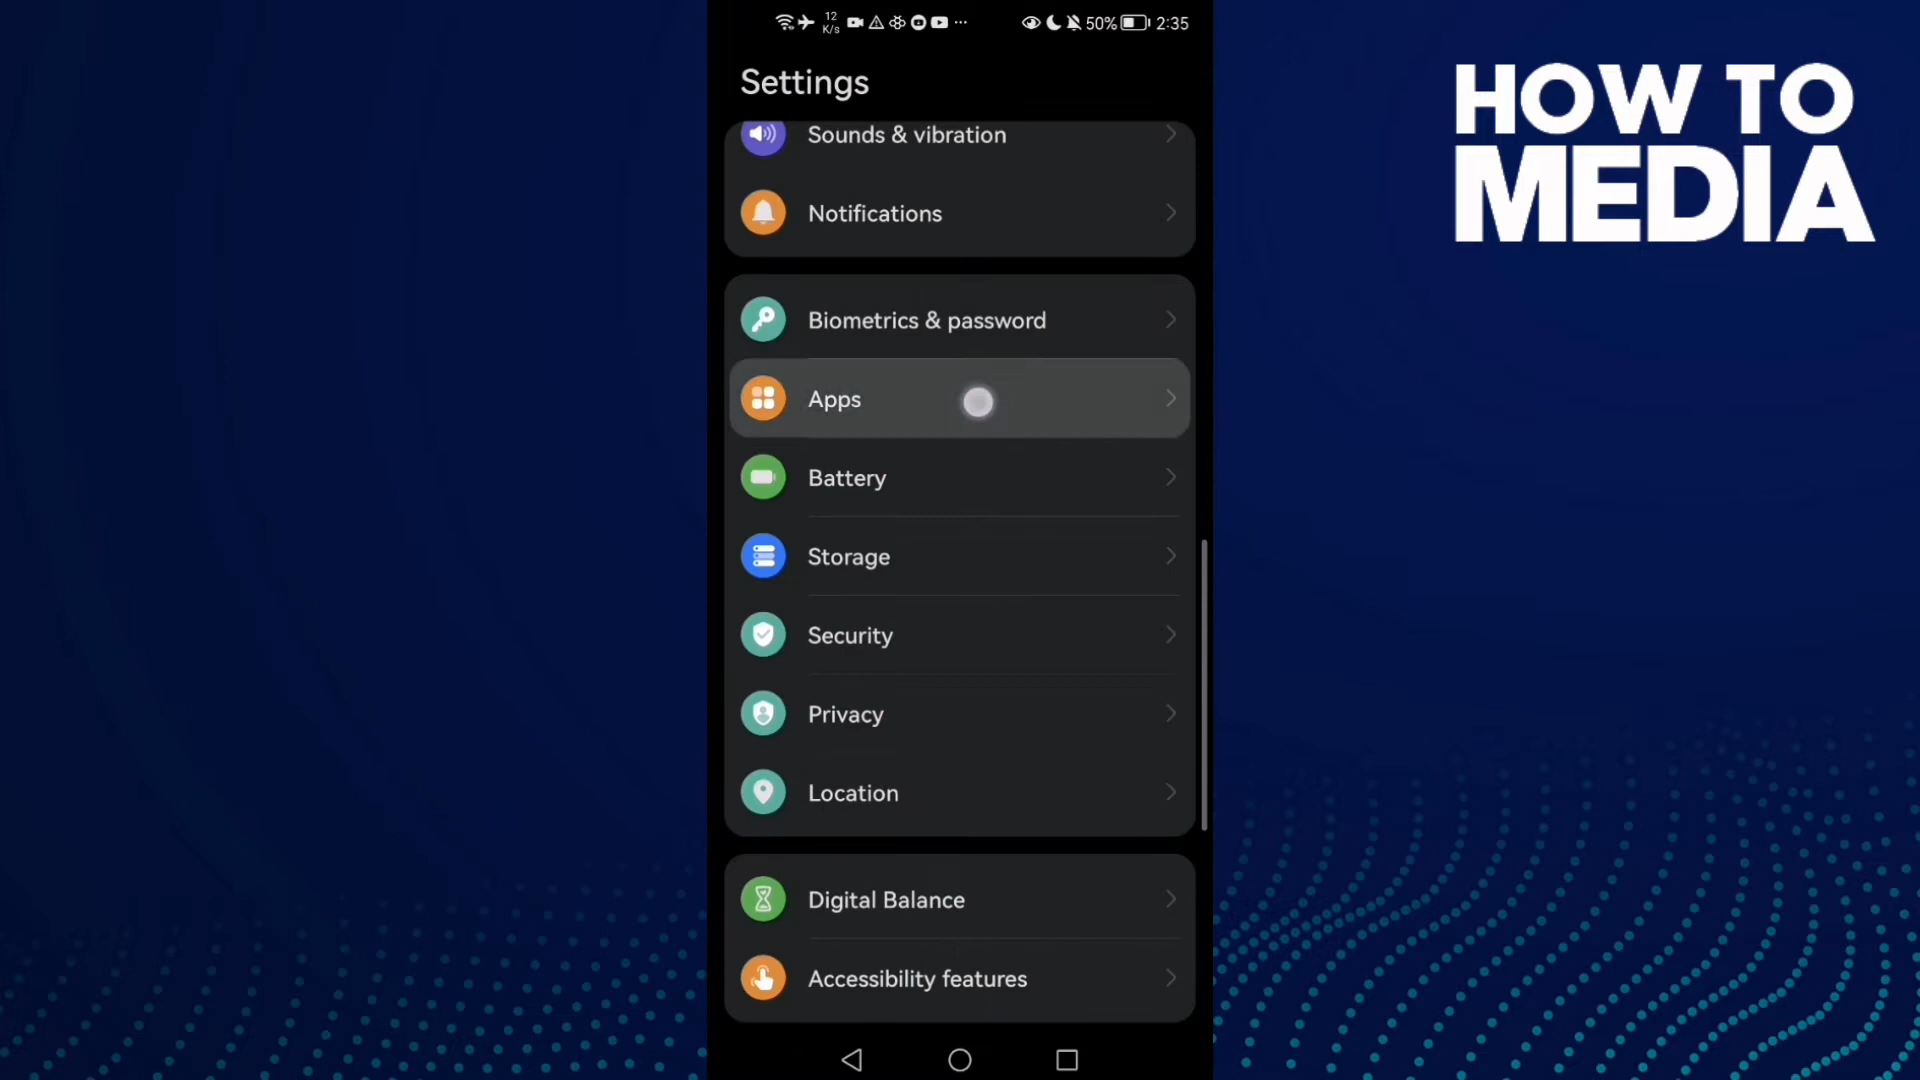 12
K/s
50%
2:35
Settings
Sounds & vibration
Notifications
Biometrics & password
Apps
Battery
Storage
Security
Privacy
Location
Digital Balance
Accessibility features
HOW TO
MEDIA